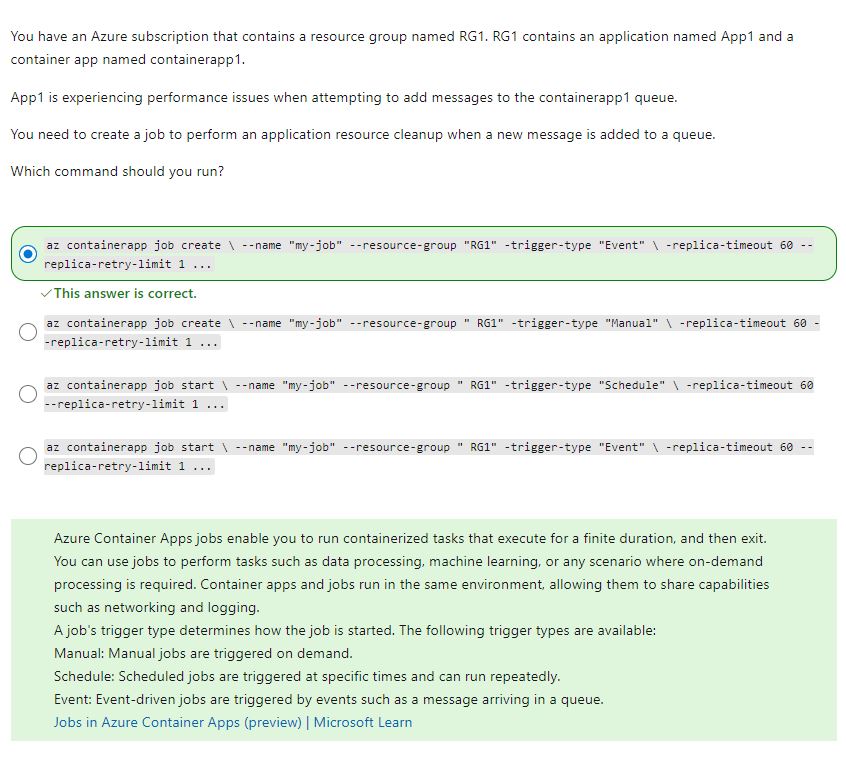 You have an Azure subscription that contains a resource group named RG1. RG1 contains an application named App1 and a
container app named containerapp1.
App1 is experiencing performance issues when attempting to add messages to the containerapp1 queue.
You need to create a job to perform an application resource cleanup when a new message is added to a queue.
Which command should you run?
az containerapp job create \ --name "my-job" --resource-group "RG1" -trigger-type "Event" \ -replica-timeout 60 --
replica-retry-limit 1 ...
✓This answer is correct.
az containerapp job create \ --name "my-job" --resource-group " RG1" -trigger-type "Manual" \ -replica-timeout 60 -
-replica-retry-limit 1 ...
az containerapp job start \ --name "my-job" --resource-group " RG1" -trigger-type "Schedule" \ -replica-timeout 60
--replica-retry-limit 1 ...
az containerapp job start \ --name "my-job" --resource-group " RG1" -trigger-type "Event" \ -replica-timeout 60 --
replica-retry-limit 1 ...
Azure Container Apps jobs enable you to run containerized tasks that execute for a finite duration, and then exit.
You can use jobs to perform tasks such as data processing, machine learning, or any scenario where on-demand
processing is required. Container apps and jobs run in the same environment, allowing them to share capabilities
such as networking and logging.
A job's trigger type determines how the job is started. The following trigger types are available:
Manual: Manual jobs are triggered on demand.
Schedule: Scheduled jobs are triggered at specific times and can run repeatedly.
Event: Event-driven jobs are triggered by events such as a message arriving in a queue.
Jobs in Azure Container Apps (preview) | Microsoft Learn